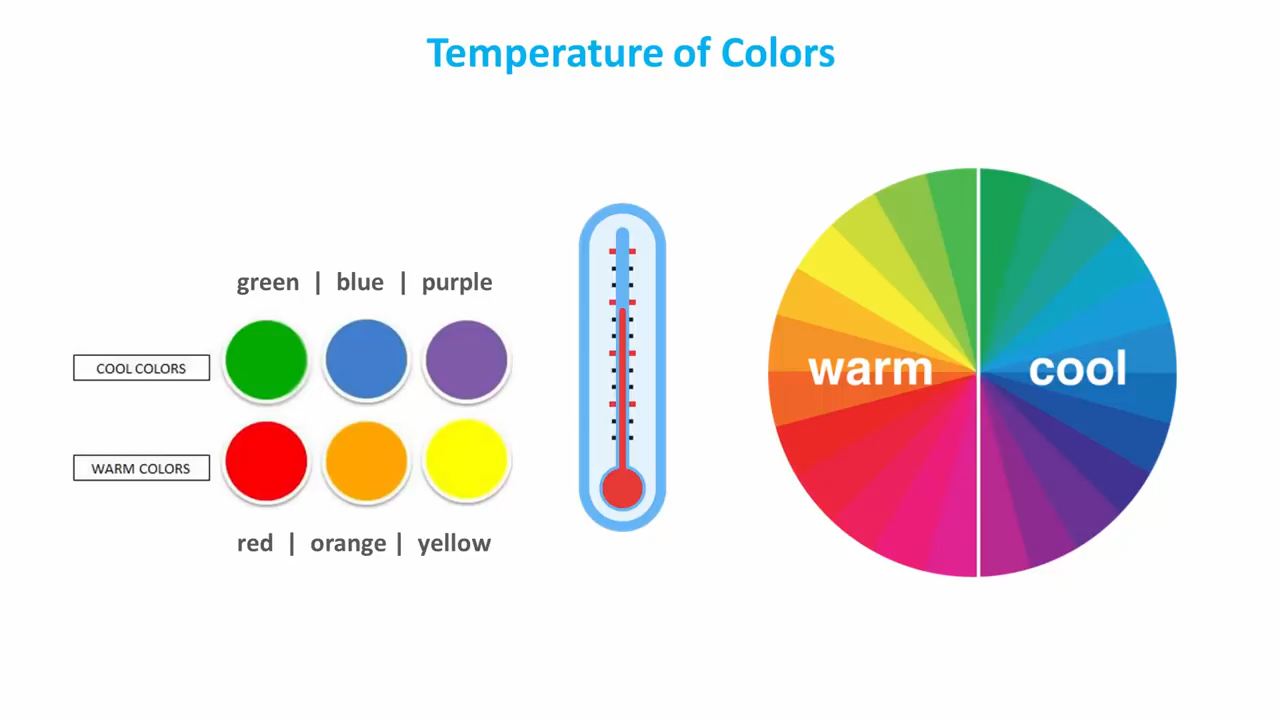 Temperature of Colors
green | blue | purple
COOL COLORS
WARM COLORS
red | orange | yellow
warm
cool